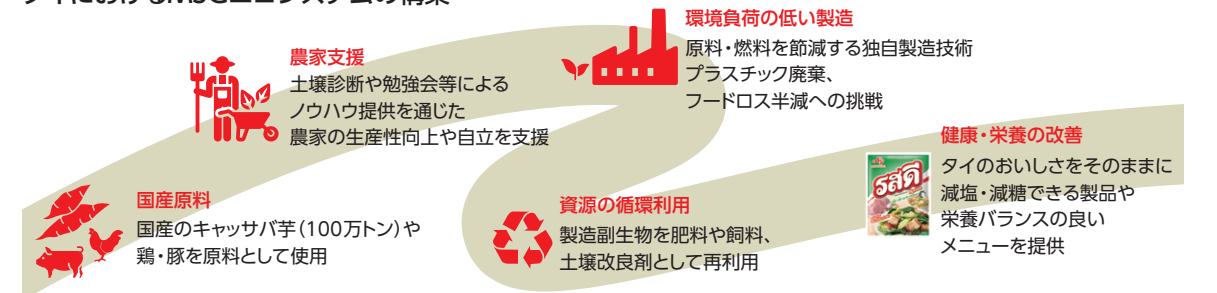 国産原料
国産のキャッサバ芋（100万トン）や
鶏・豚を原料として使用
農家支援
土壌診断や勉強会等による
ノウハウ提供を通じた
農家の生産性向上や自立を支援
環境負荷の低い製造
原料・燃料を節減する独自製造技術
プラスチック廃棄、
フードロス半減への挑戦
資源の循環利用
製造副生物を肥料や飼料、
土壌改良剤として再利用
รสดี
健康・栄養の改善
タイのおいしさをそのままに
減塩・減糖できる製品や
栄養バランスの良い
メニューを提供